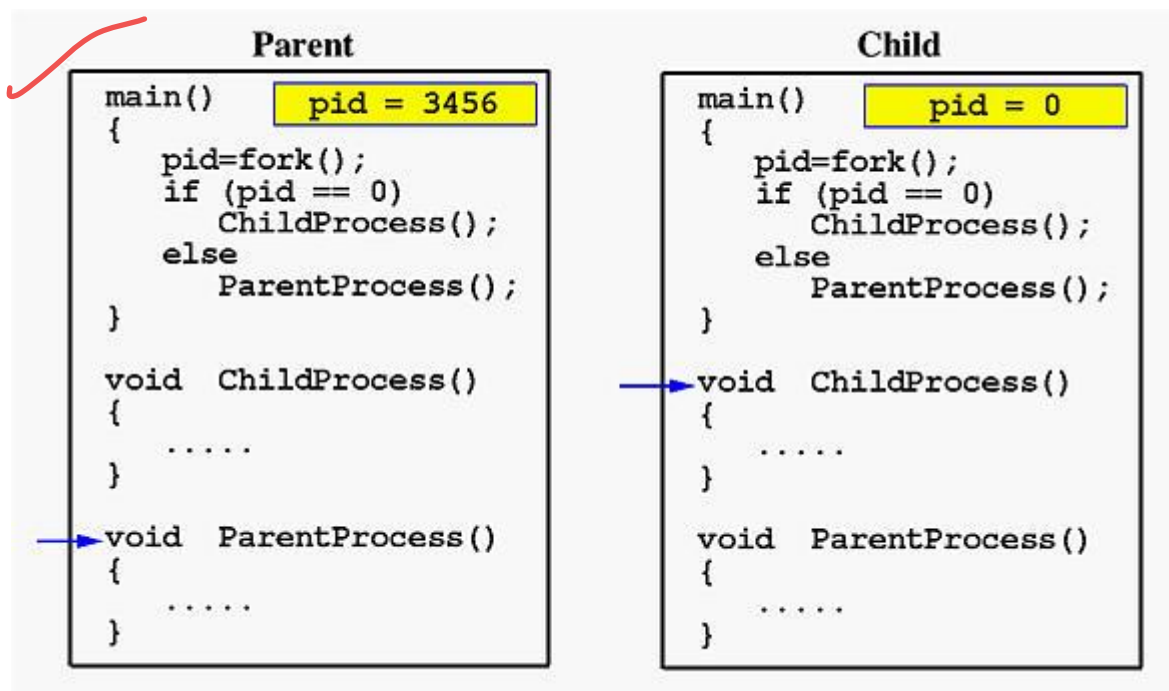 Parent
main()
pid = 3456
{
pid=fork();
if (pid == 0)
ChildProcess();
else
ParentProcess();
}
void ChildProcess()
{
.....
}
void ParentProcess()
{
.....
}
Child
main()
pid = 0
{
pid=fork();
if (pid == 0)
ChildProcess();
else
ParentProcess();
}
void ChildProcess()
{
.....
}
void ParentProcess()
{
.....
}